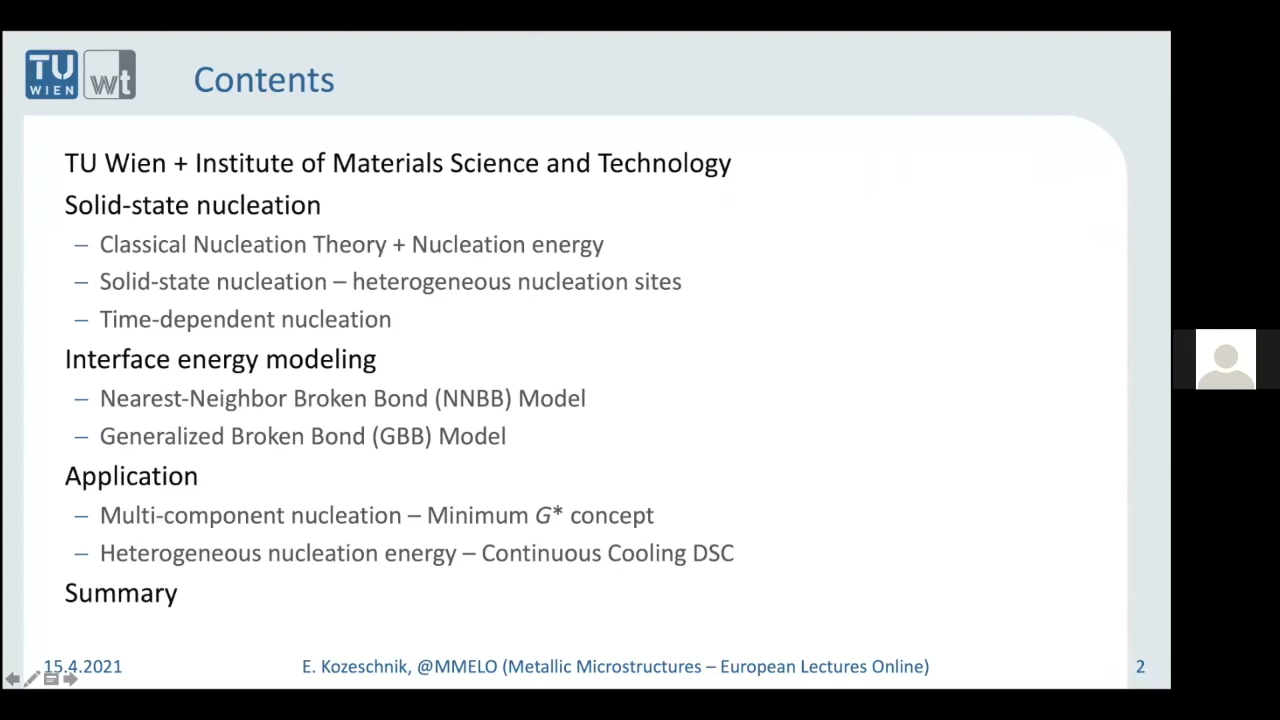 TU
WIEN
wt
Contents
TU Wien + Institute of Materials Science and Technology
Solid-state nucleation
– Classical Nucleation Theory + Nucleation energy
– Solid-state nucleation – heterogeneous nucleation sites
– Time-dependent nucleation
Interface energy modeling
– Nearest-Neighbor Broken Bond (NNBB) Model
– Generalized Broken Bond (GBB) Model
Application
– Multi-component nucleation – Minimum G* concept
– Heterogeneous nucleation energy – Continuous Cooling DSC
Summary
15.4.2021 E. Kozeschnik, @MMELO (Metallic Microstructures – European Lectures Online) 2